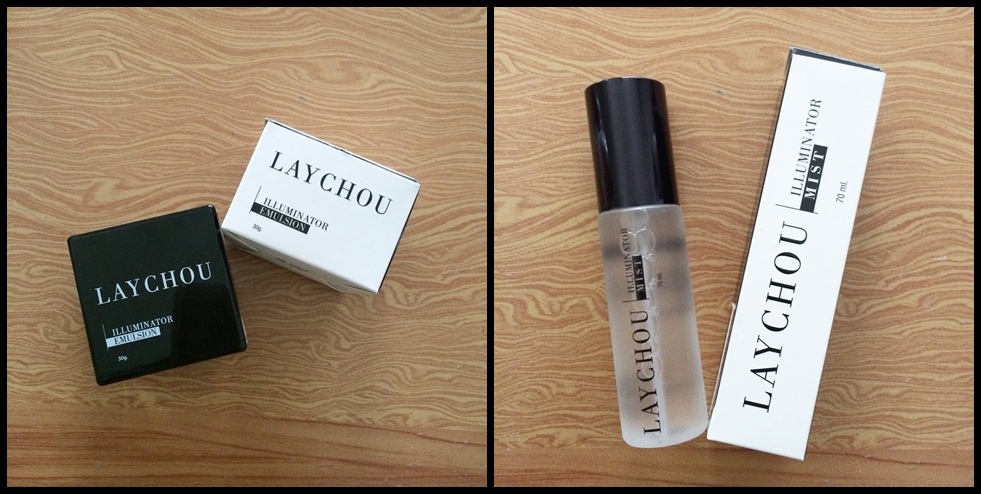 LAYCHOU
ILLUMINATOR
EMULSION
30g.
LAYCHOU
ILLUMINATOR
EMULSION
30g.
LAYCHOU
ILLUMINATOR
MIST
70 ml.
LAYCHOU
ILLUMINATOR
MIST
70 ml.